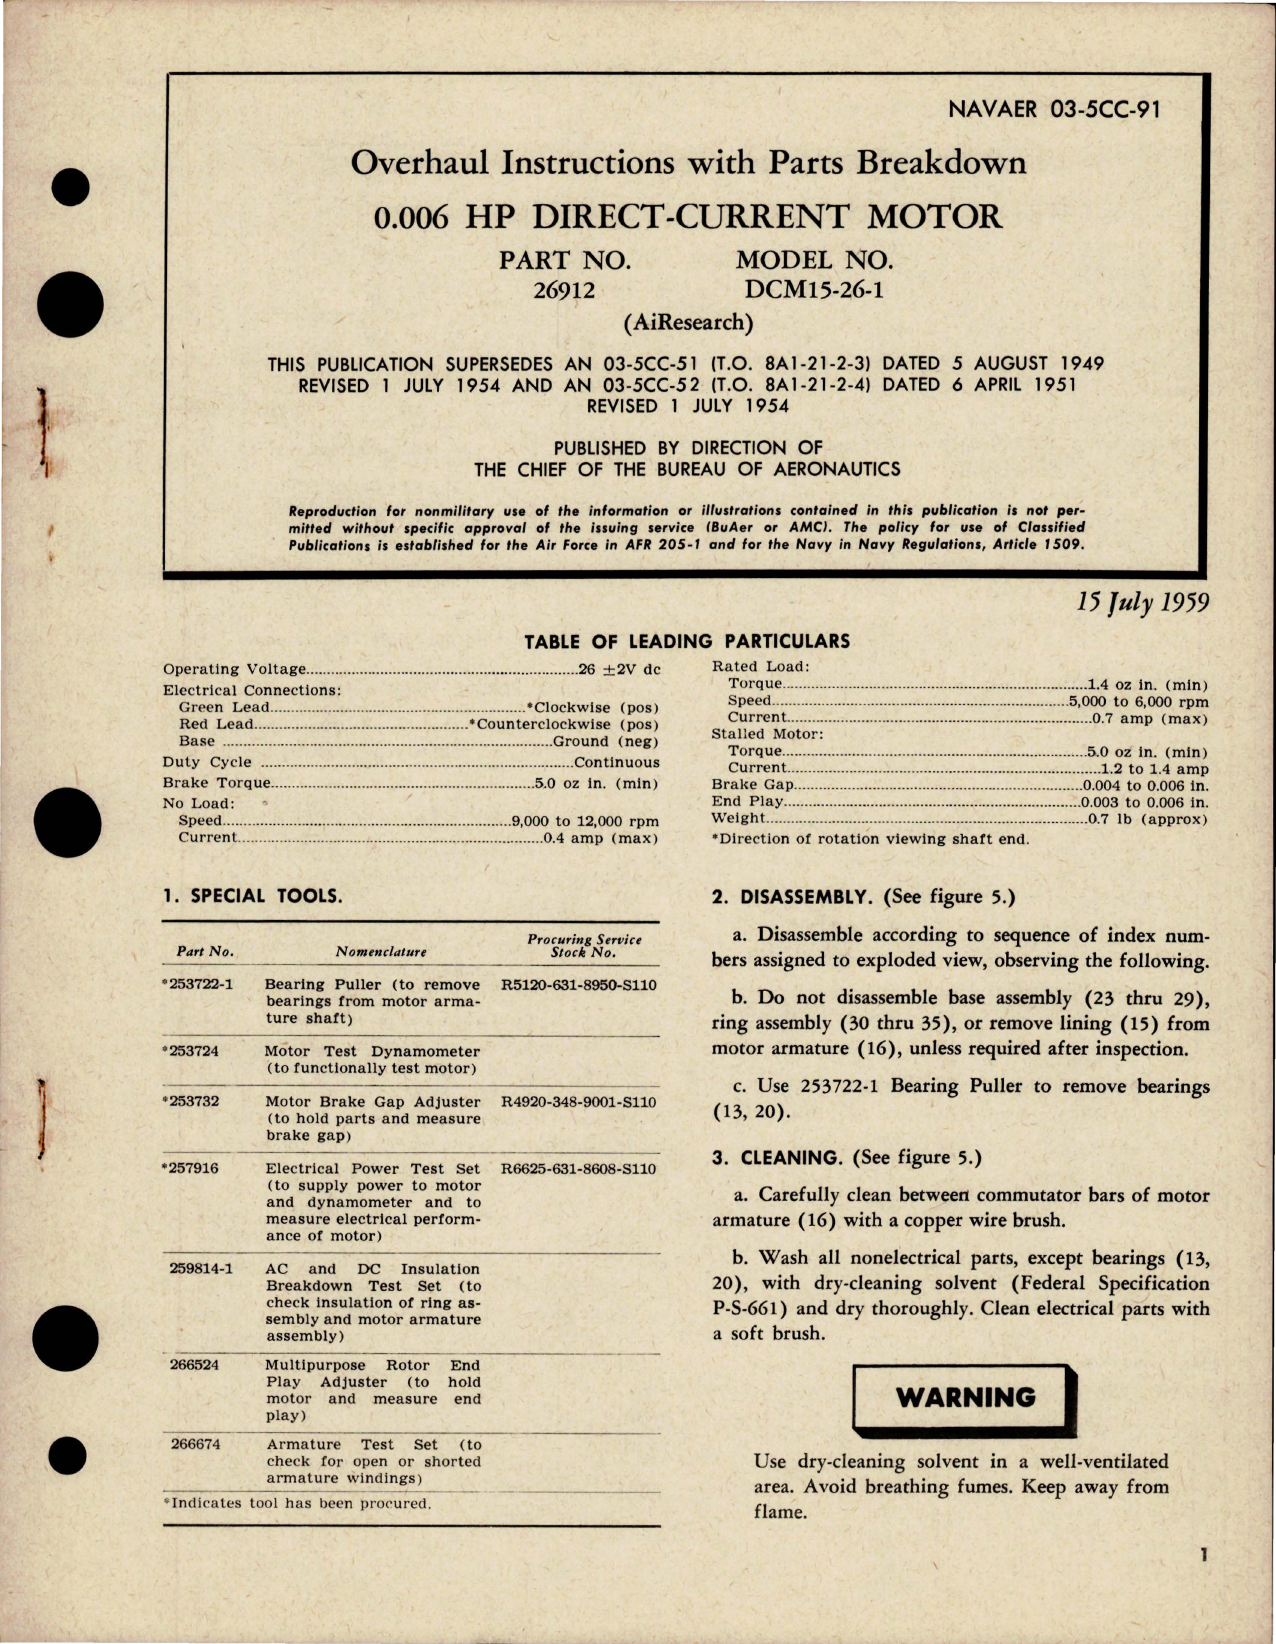 NAVAER 03-5CC-91
Overhaul Instructions with Parts Breakdown
0.006 HP DIRECT-CURRENT MOTOR
PART NO. MODEL NO.
26912 DCM15-26-1
(AiResearch)
THIS PUBLICATION SUPERSEDES AN 03-5CC-51 (T.O. 8A1-21-2-3) DATED 5 AUGUST 1949
REVISED 1 JULY 1954 AND AN 03-5CC-52 (T.O. 8A1-21-2-4) DATED 6 APRIL 1951
REVISED 1 JULY 1954
PUBLISHED BY DIRECTION OF
THE CHIEF OF THE BUREAU OF AERONAUTICS
Reproduction for nonmilitary use of the information or illustrations contained in this publication is not per-
mitted without specific approval of the issuing service (BuAer or AMC). The policy for use of Classified
Publications is established for the Air Force in AFR 205-1 and for the Navy in Navy Regulations, Article 1509.
15 July 1959
TABLE OF LEADING PARTICULARS
Operating Voltage 26 ±2V dc
Electrical Connections:
Green Lead *Clockwise (pos)
Red Lead *Counterclockwise (pos)
Base Ground (neg)
Duty Cycle Continuous
Brake Torque 5.0 oz in. (min)
No Load:
Speed 9,000 to 12,000 rpm
Current 0.4 amp (max)
Rated Load:
Torque 1.4 oz in. (min)
Speed 5,000 to 6,000 rpm
Current 0.7 amp (max)
Stalled Motor:
Torque 5.0 oz in. (min)
Current 1.2 to 1.4 amp
Brake Gap 0.004 to 0.006 in.
End Play 0.003 to 0.006 in.
Weight 0.7 lb (approx)
*Direction of rotation viewing shaft end.
1. SPECIAL TOOLS.
Part No. Nomenclature Procuring Service
Stock No.
*253722-1 Bearing Puller (to remove R5120-631-8950-S110
bearings from motor arma-
ture shaft)
*253724 Motor Test Dynamometer
(to functionally test motor)
*253732 Motor Brake Gap Adjuster R4920-348-9001-S110
(to hold parts and measure
brake gap)
*257916 Electrical Power Test Set R6625-631-8608-S110
(to supply power to motor
and dynamometer and to
measure electrical perform-
ance of motor)
259814-1 AC and DC Insulation
Breakdown Test Set (to
check insulation of ring as-
sembly and motor armature
assembly)
266524 Multipurpose Rotor End
Play Adjuster (to hold
motor and measure end
play)
266674 Armature Test Set (to
check for open or shorted
armature windings)
*Indicates tool has been procured.
2. DISASSEMBLY. (See figure 5.)
a. Disassemble according to sequence of index num-
bers assigned to exploded view, observing the following.
b. Do not disassemble base assembly (23 thru 29),
ring assembly (30 thru 35), or remove lining (15) from
motor armature (16), unless required after inspection.
c. Use 253722-1 Bearing Puller to remove bearings
(13, 20).
3. CLEANING. (See figure 5.)
a. Carefully clean between commutator bars of motor
armature (16) with a copper wire brush.
b. Wash all nonelectrical parts, except bearings (13,
20), with dry-cleaning solvent (Federal Specification
P-S-661) and dry thoroughly. Clean electrical parts with
a soft brush.
WARNING
Use dry-cleaning solvent in a well-ventilated
area. Avoid breathing fumes. Keep away from
flame.
1